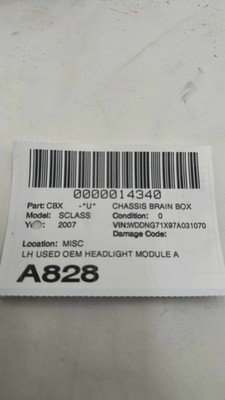 0000014340
Part: CBX -*U* CHASSIS BRAIN BOX
Model: SCLASS Condition: 0
2007 VIN:WDDNG71X97A031070
Damage Code:
Location: MISC
LH USED OEM HEADLIGHT MODULE A
A828